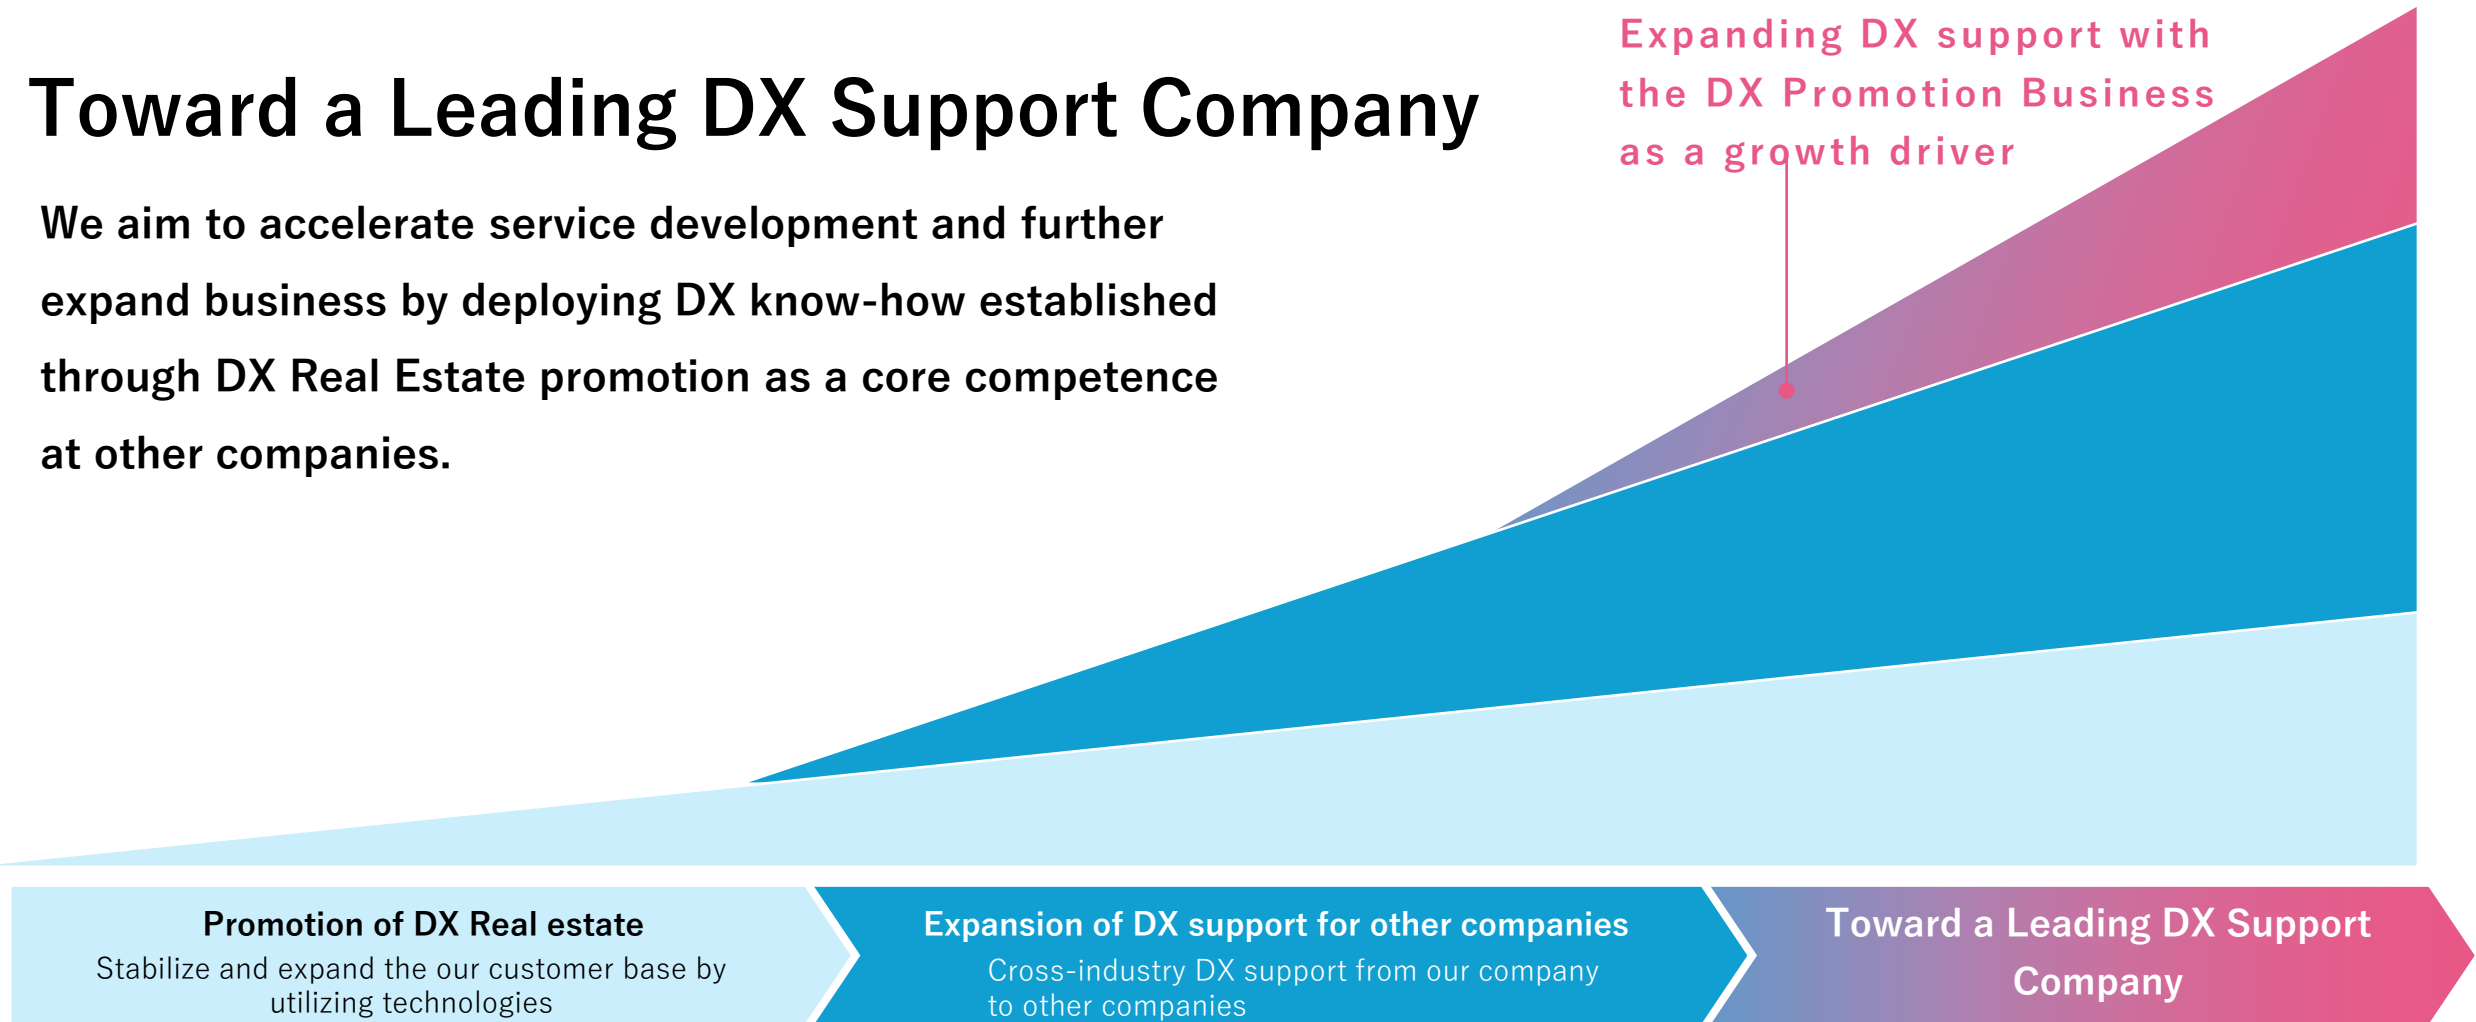 Toward a Leading DX Support Company
We aim to accelerate service development and further
expand business by deploying DX know-how established
through DX Real Estate promotion as a core competence
at other companies.
Expanding DX support with
the DX Promotion Business
as a growth driver
Promotion of DX Real estate
Stabilize and expand the our customer base by
utilizing technologies
Expansion of DX support for other companies
Cross-industry DX support from our company
to other companies
Toward a Leading DX Support
Company